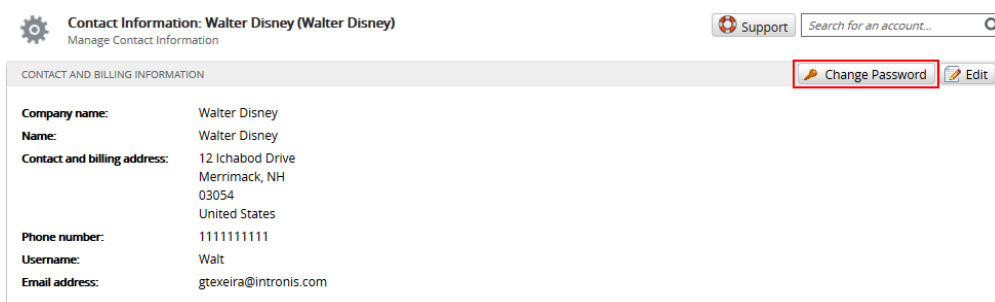 Contact Information: Walter Disney (Walter Disney)
Manage Contact Information
Support
Search for an account...
CONTACT AND BILLING INFORMATION
Change Password
Edit
Company name: Walter Disney
Name: Walter Disney
Contact and billing address: 12 Ichabod Drive
Merrimack, NH
03054
United States
Phone number: 1111111111
Username: Walt
Email address: gtexeira@intronis.com